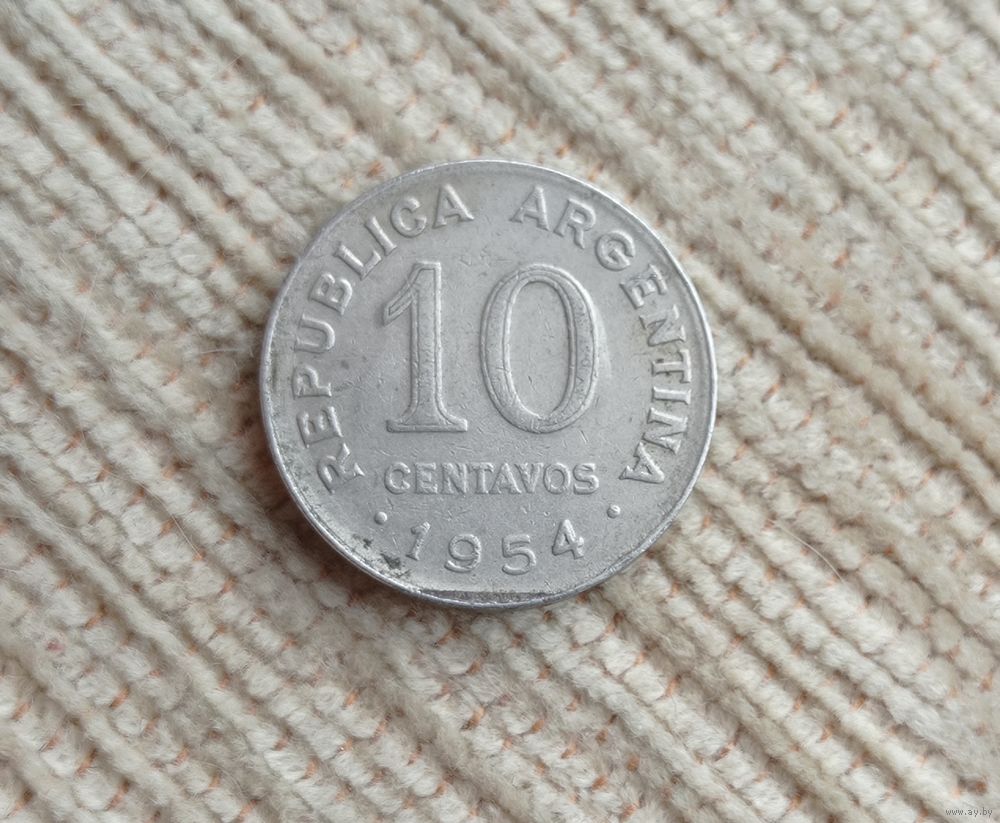 REPUBLICA ARGENTINA
10
CENTAVOS
· 1954 ·
www.ay.by